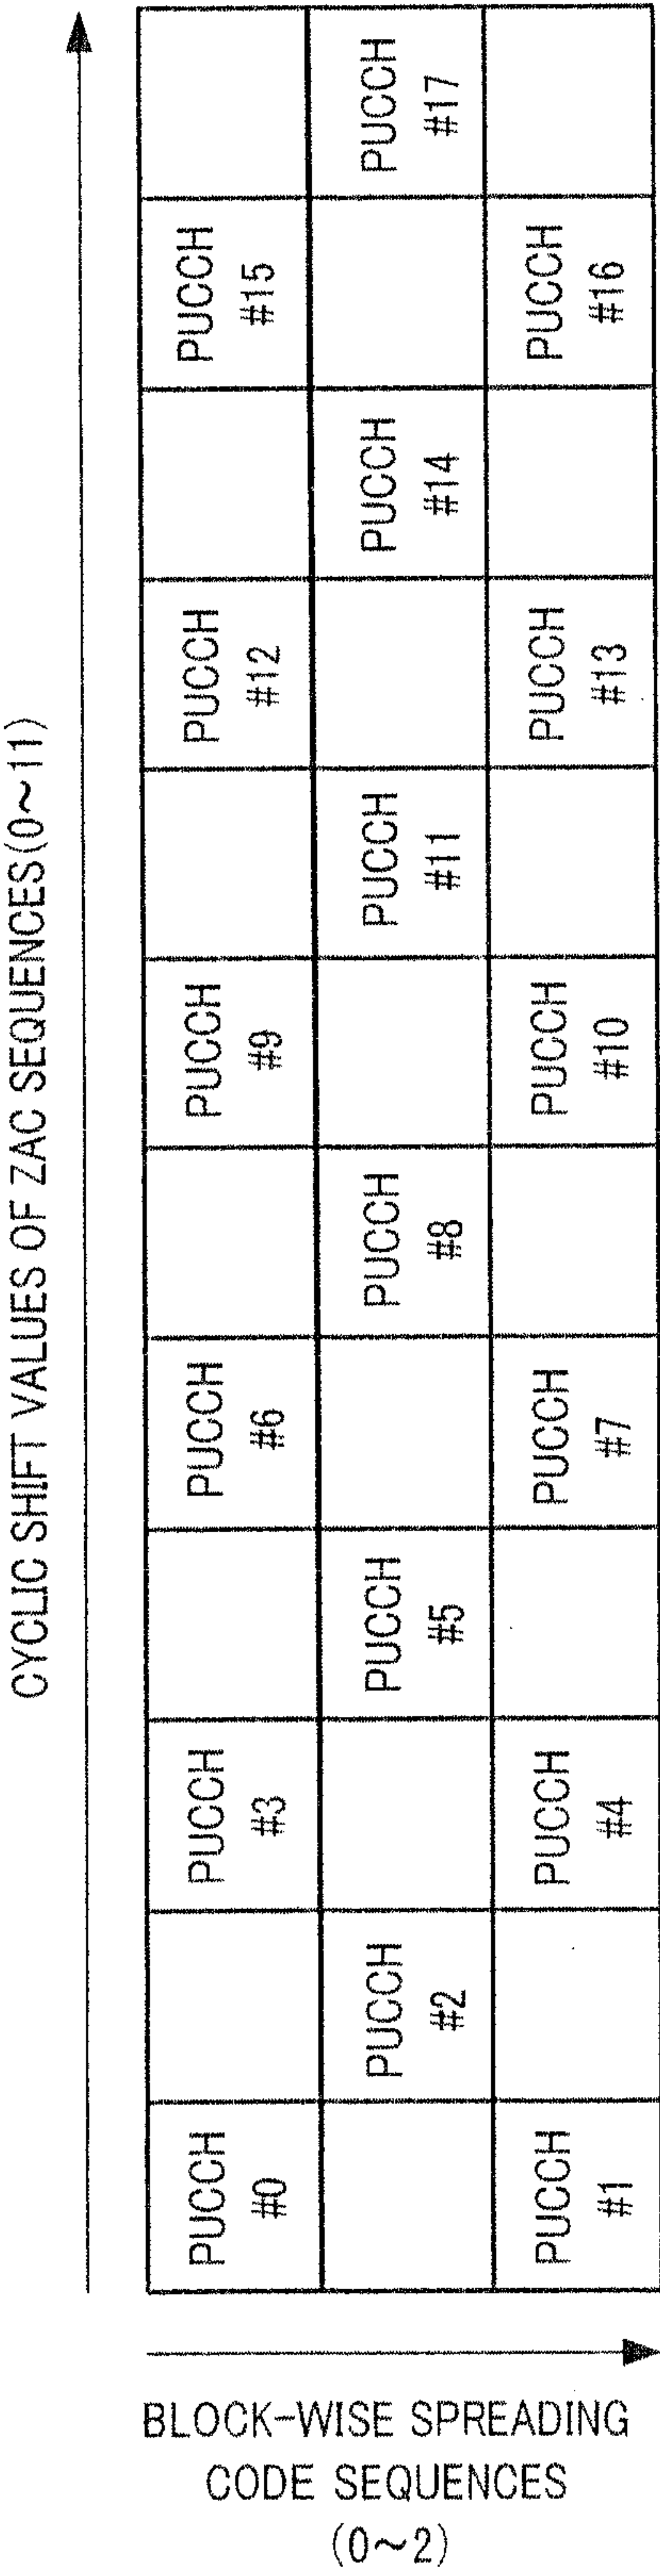 CYCLIC SHIFT VALUES OF ZAC SEQUENCES(0~11)
BLOCK-WISE SPREADING
CODE SEQUENCES
(0~2)
PUCCH
#0
PUCCH
#1
PUCCH
#2
PUCCH
#3
PUCCH
#4
PUCCH
#5
PUCCH
#6
PUCCH
#7
PUCCH
#8
PUCCH
#9
PUCCH
#10
PUCCH
#11
PUCCH
#12
PUCCH
#13
PUCCH
#14
PUCCH
#15
PUCCH
#16
PUCCH
#17